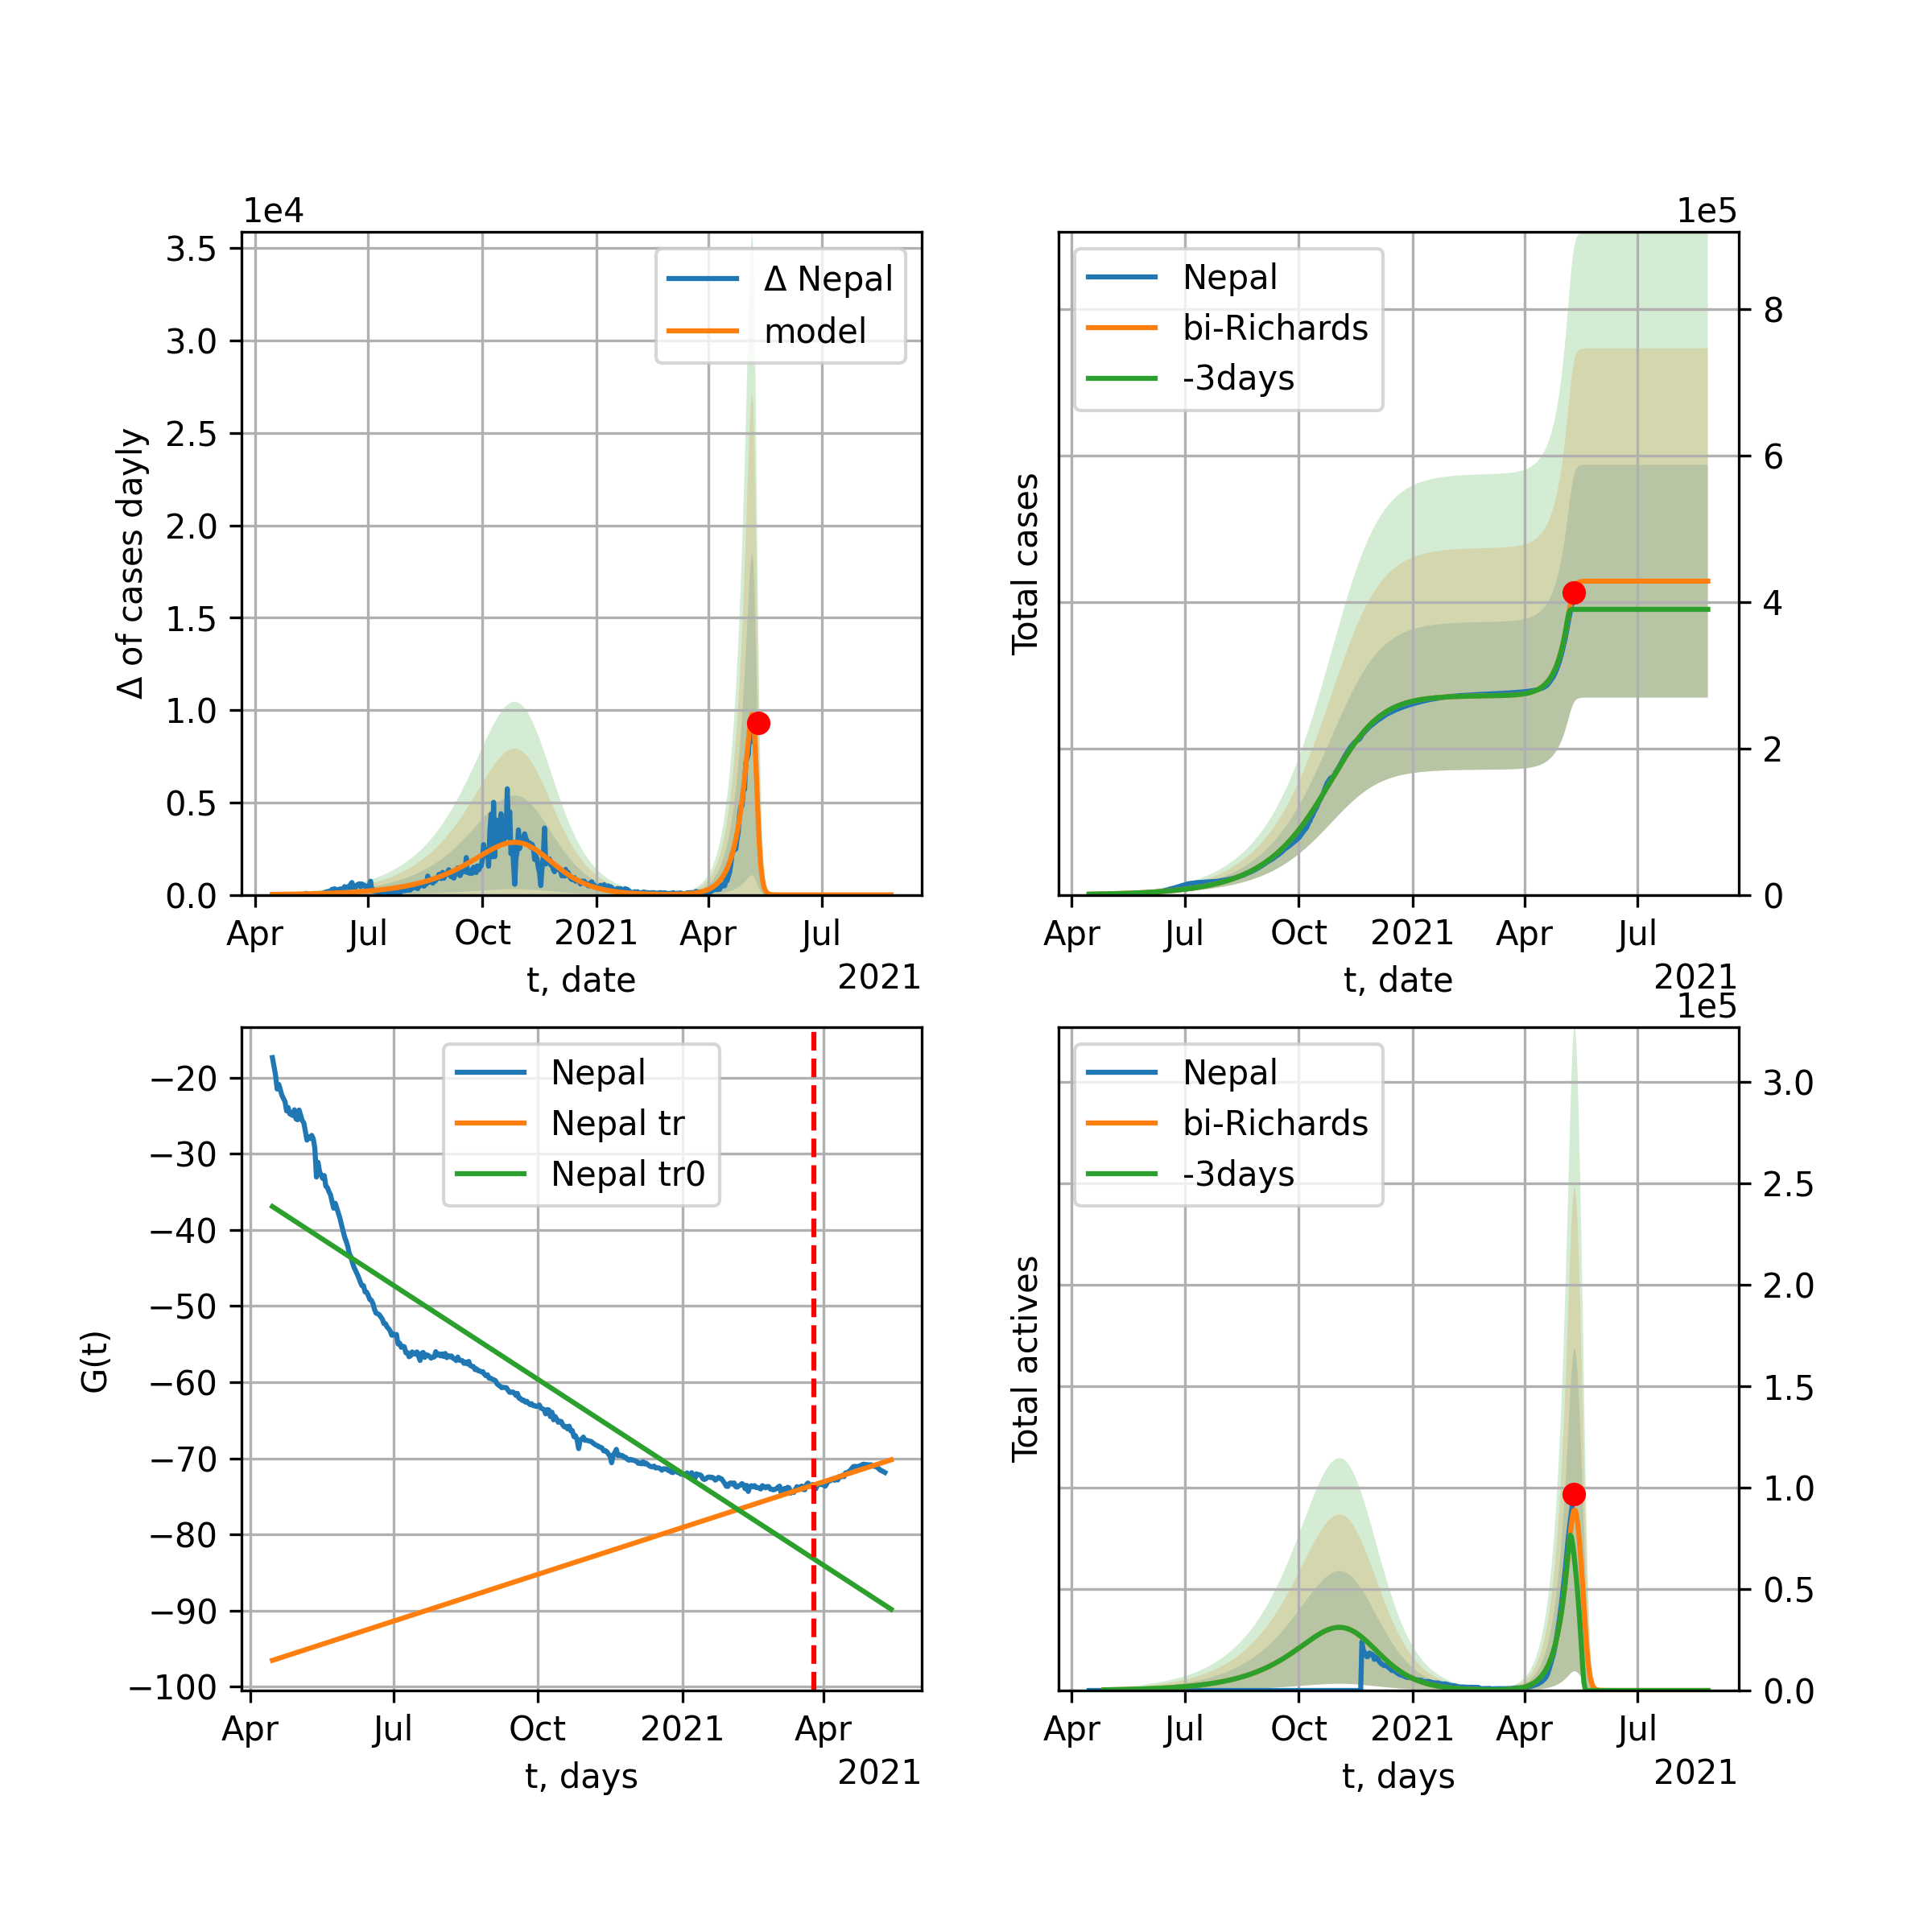 1e4
3.5
3.0
2.5
2.0
1.5
1.0
0.5
0.0
Δ of cases dayly
Δ Nepal
model
Apr Jul Oct 2021 Apr Jul
t, date
2021
1e5
Nepal
bi-Richards
-3days
Total cases
8
6
4
2
0
Apr Jul Oct 2021 Apr Jul
t, date
2021
−20
−30
−40
−50
−60
−70
−80
−90
−100
G(t)
Nepal
Nepal tr
Nepal tr0
Apr Jul Oct 2021 Apr
t, days
2021
1e5
Nepal
bi-Richards
-3days
Total actives
3.0
2.5
2.0
1.5
1.0
0.5
0.0
Apr Jul Oct 2021 Apr Jul
t, days
2021